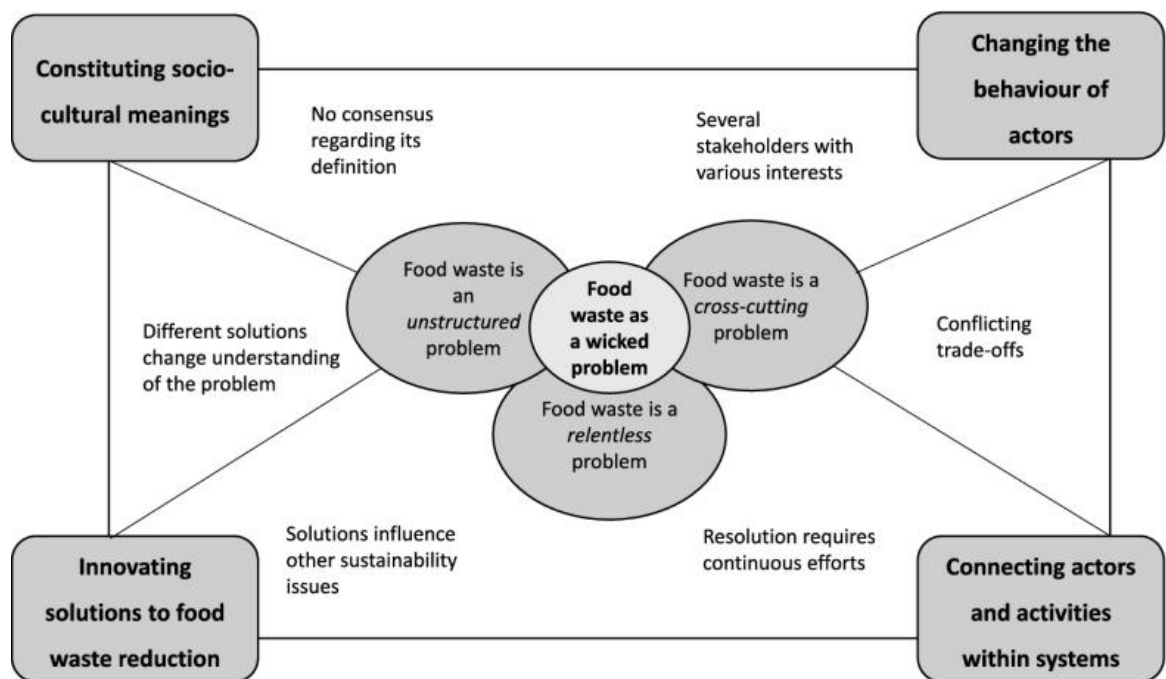 Constituting socio-
cultural meanings
Changing the
behaviour of
actors
No consensus
regarding its
definition
Several
stakeholders with
various interests
Food waste is
an
unstructured
problem
Food
waste as
a wicked
problem
Food waste is a
cross-cutting
problem
Different solutions
change understanding
of the problem
Conflicting
trade-offs
Food waste is a
relentless
problem
Solutions influence
other sustainability
issues
Resolution requires
continuous efforts
Innovating
solutions to food
waste reduction
Connecting actors
and activities
within systems